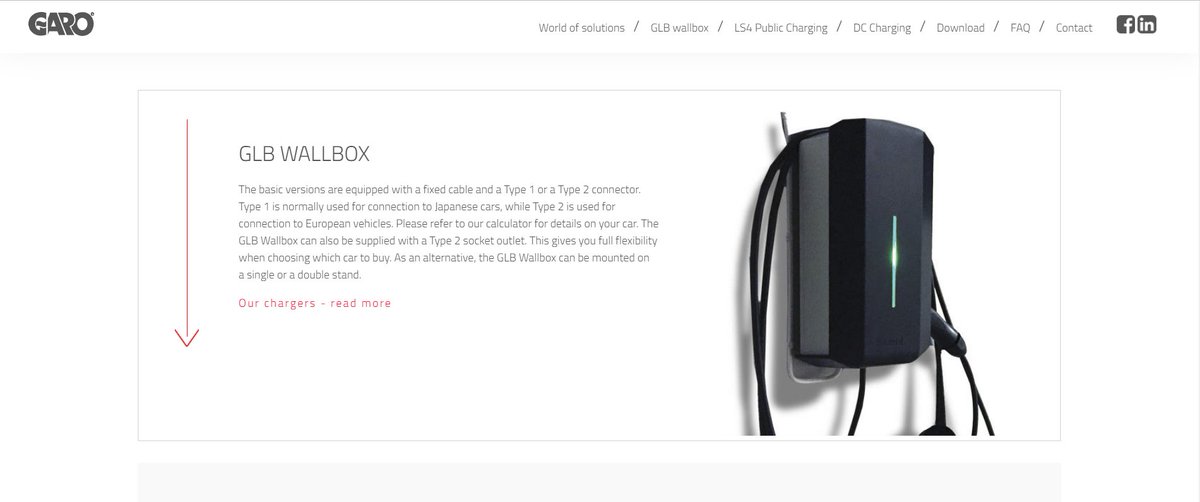 GARO
World of solutions / GLB wallbox / LS4 Public Charging / DC Charging / Download / FAQ / Contact
GLB WALLBOX
The basic versions are equipped with a fixed cable and a Type 1 or a Type 2 connector.
Type 1 is normally used for connection to Japanese cars, while Type 2 is used for
connection to European vehicles. Please refer to our calculator for details on your car. The
GLB Wallbox can also be supplied with a Type 2 socket outlet. This gives you full flexibility
when choosing which car to buy. As an alternative, the GLB Wallbox can be mounted on
a single or a double stand.
Our chargers - read more